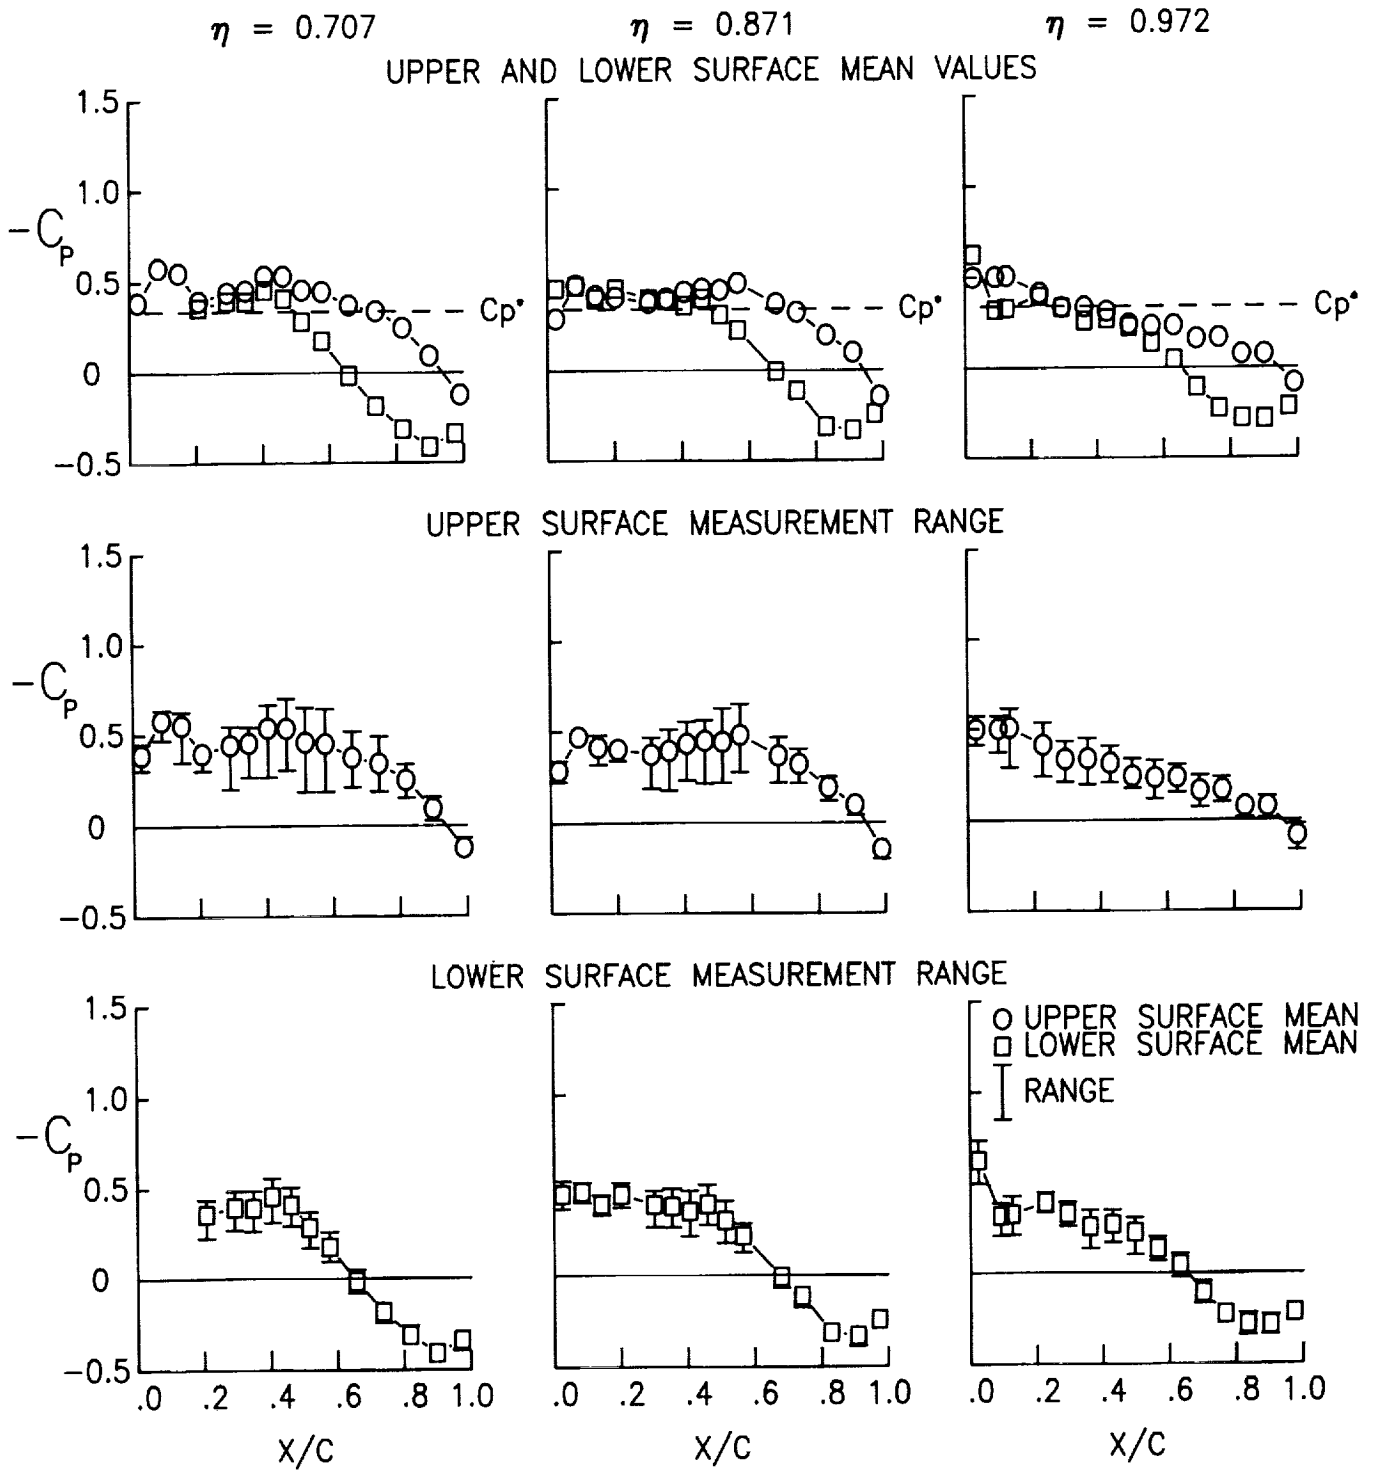 η = 0.707 η = 0.871 η = 0.972
UPPER AND LOWER SURFACE MEAN VALUES
1.5
1.0
-Cp
0.5
Cp* Cp* Cp*
0
-0.5
UPPER SURFACE MEASUREMENT RANGE
1.5
1.0
-Cp
0.5
0
-0.5
LOWER SURFACE MEASUREMENT RANGE
1.5
UPPER SURFACE MEAN
LOWER SURFACE MEAN
RANGE
1.0
-Cp
0.5
0
-0.5
.0 .2 .4 .6 .8 1.0 .0 .2 .4 .6 .8 1.0 .0 .2 .4 .6 .8 1.0
X/C X/C X/C